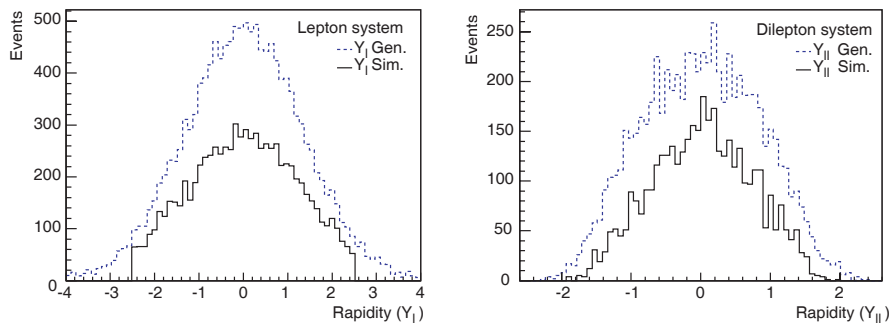 Events
500
400
300
200
100
0
Lepton system
Y_l Gen.
Y_l Sim.
-4 -3 -2 -1 0 1 2 3 4
Rapidity (Y_l)
Events
250
200
150
100
50
0
Dilepton system
Y_ll Gen.
Y_ll Sim.
-2 -1 0 1 2
Rapidity (Y_ll)